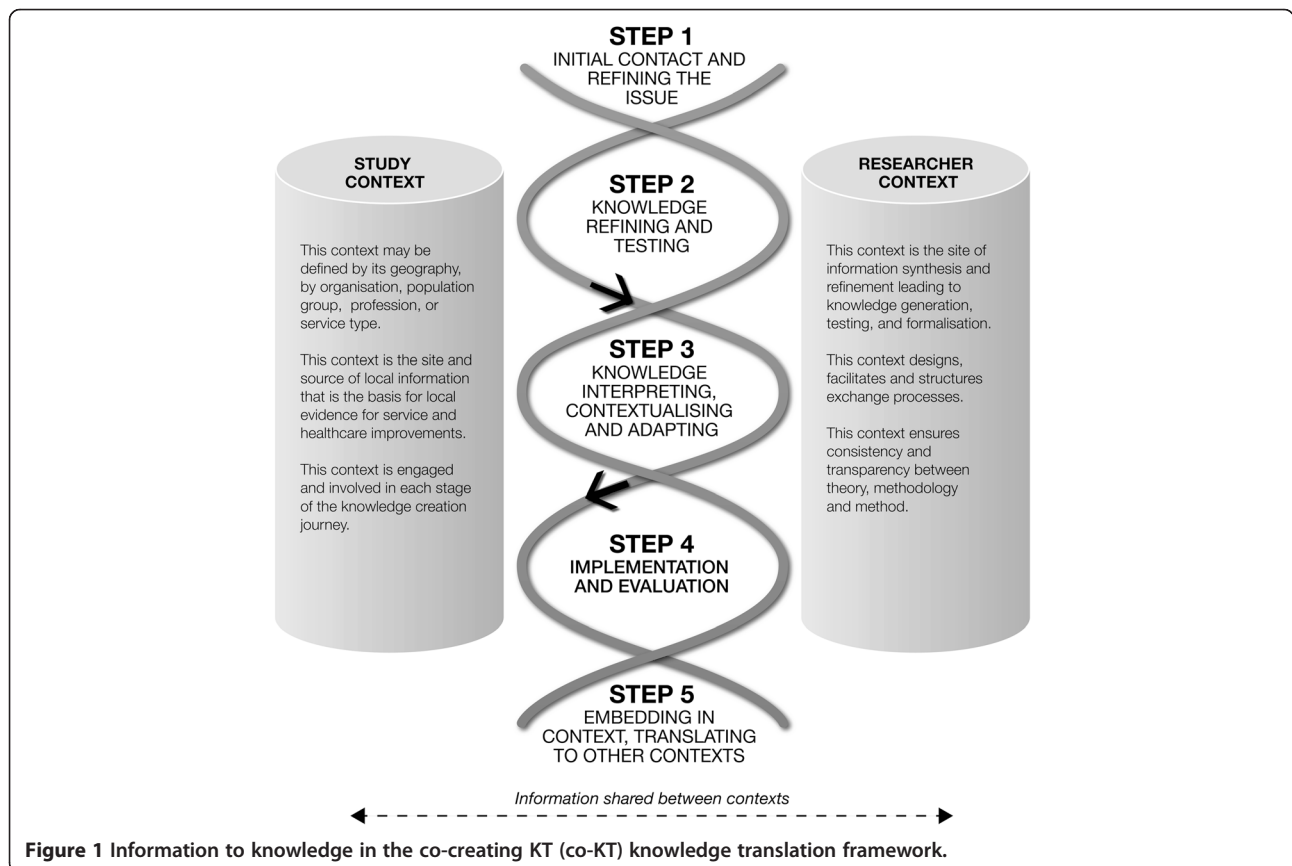 STEP 1
INITIAL CONTACT AND
REFINING THE
ISSUE
STUDY
CONTEXT
This context may be
defined by its geography,
by organisation, population
group, profession, or
service type.
This context is the site and
source of local information
that is the basis for local
evidence for service and
healthcare improvements.
This context is engaged
and involved in each stage
of the knowledge creation
journey.
STEP 2
KNOWLEDGE
REFINING AND
TESTING
STEP 3
KNOWLEDGE
INTERPRETING,
CONTEXTUALISING
AND ADAPTING
STEP 4
IMPLEMENTATION
AND EVALUATION
STEP 5
EMBEDDING IN
CONTEXT, TRANSLATING
TO OTHER CONTEXTS
RESEARCHER
CONTEXT
This context is the site of
information synthesis and
refinement leading to
knowledge generation,
testing, and formalisation.
This context designs,
facilitates and structures
exchange processes.
This context ensures
consistency and
transparency between
theory, methodology
and method.
Information shared between contexts
Figure 1 Information to knowledge in the co-creating KT (co-KT) knowledge translation framework.